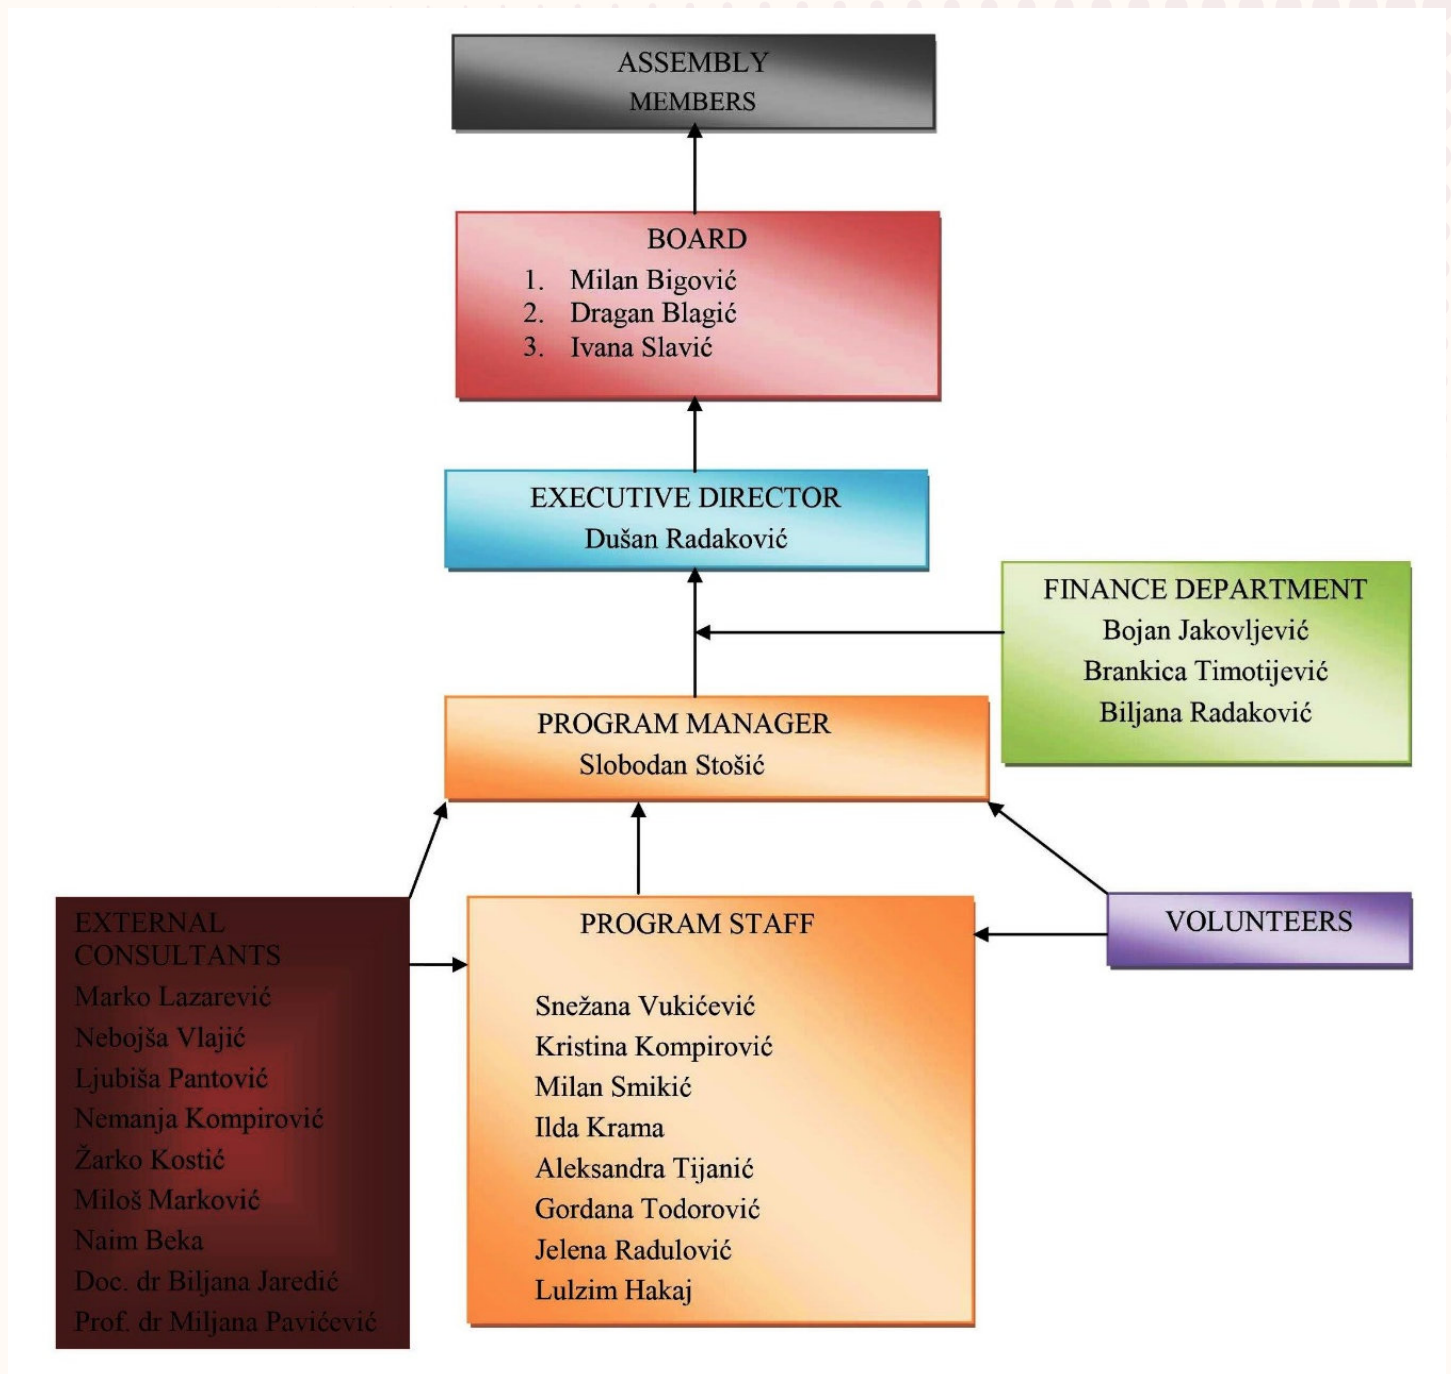 ASSEMBLY
MEMBERS
BOARD
1. Milan Bigović
2. Dragan Blagić
3. Ivana Slavić
EXECUTIVE DIRECTOR
Dušan Radaković
FINANCE DEPARTMENT
Bojan Jakovljević
Brankica Timotijević
Biljana Radaković
PROGRAM MANAGER
Slobodan Stošić
EXTERNAL
CONSULTANTS
Marko Lazarević
Nebojša Vlajić
Ljubiša Pantović
Nemanja Kompirović
Žarko Kostić
Miloš Marković
Naim Beka
Doc. dr Biljana Jaredić
Prof. dr Miljana Pavićević
PROGRAM STAFF
Snežana Vukićević
Kristina Kompirović
Milan Smikić
Ilda Krama
Aleksandra Tijanić
Gordana Todorović
Jelena Radulović
Lulzim Hakaj
VOLUNTEERS